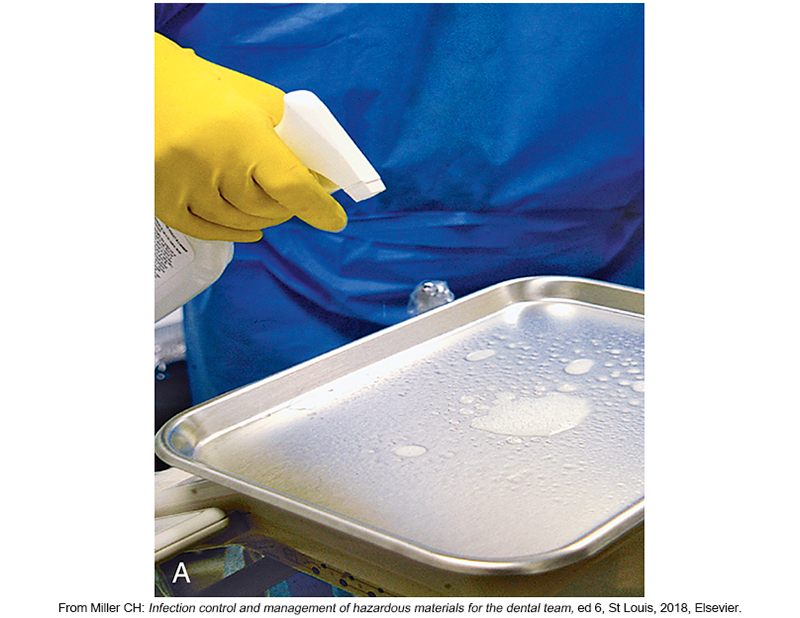 A
From Miller CH: Infection control and management of hazardous materials for the dental team, ed 6, St Louis, 2018, Elsevier.